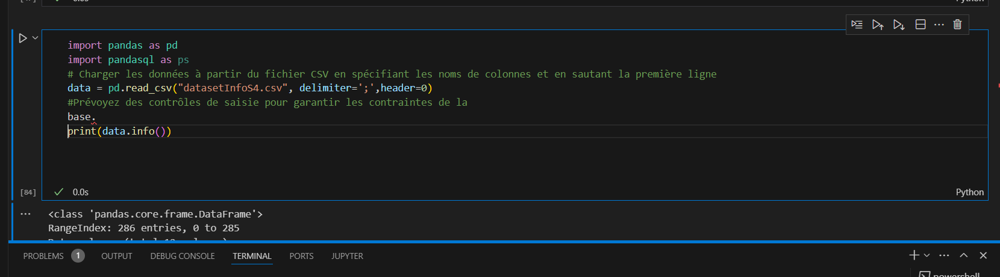 0.0s
Python
import pandas as pd
import pandasql as ps
# Charger les données à partir du fichier CSV en spécifiant les noms de colonnes et en sautant la première ligne
data = pd.read_csv("datasetInfoS4.csv", delimiter=';',header=0)
#Prévoyez des contrôles de saisie pour garantir les contraintes de la
base.
print(data.info())
[84] 0.0s Python
<class 'pandas.core.frame.DataFrame'>
RangeIndex: 286 entries, 0 to 285
PROBLEMS 1 OUTPUT DEBUG CONSOLE TERMINAL PORTS JUPYTER
powershell